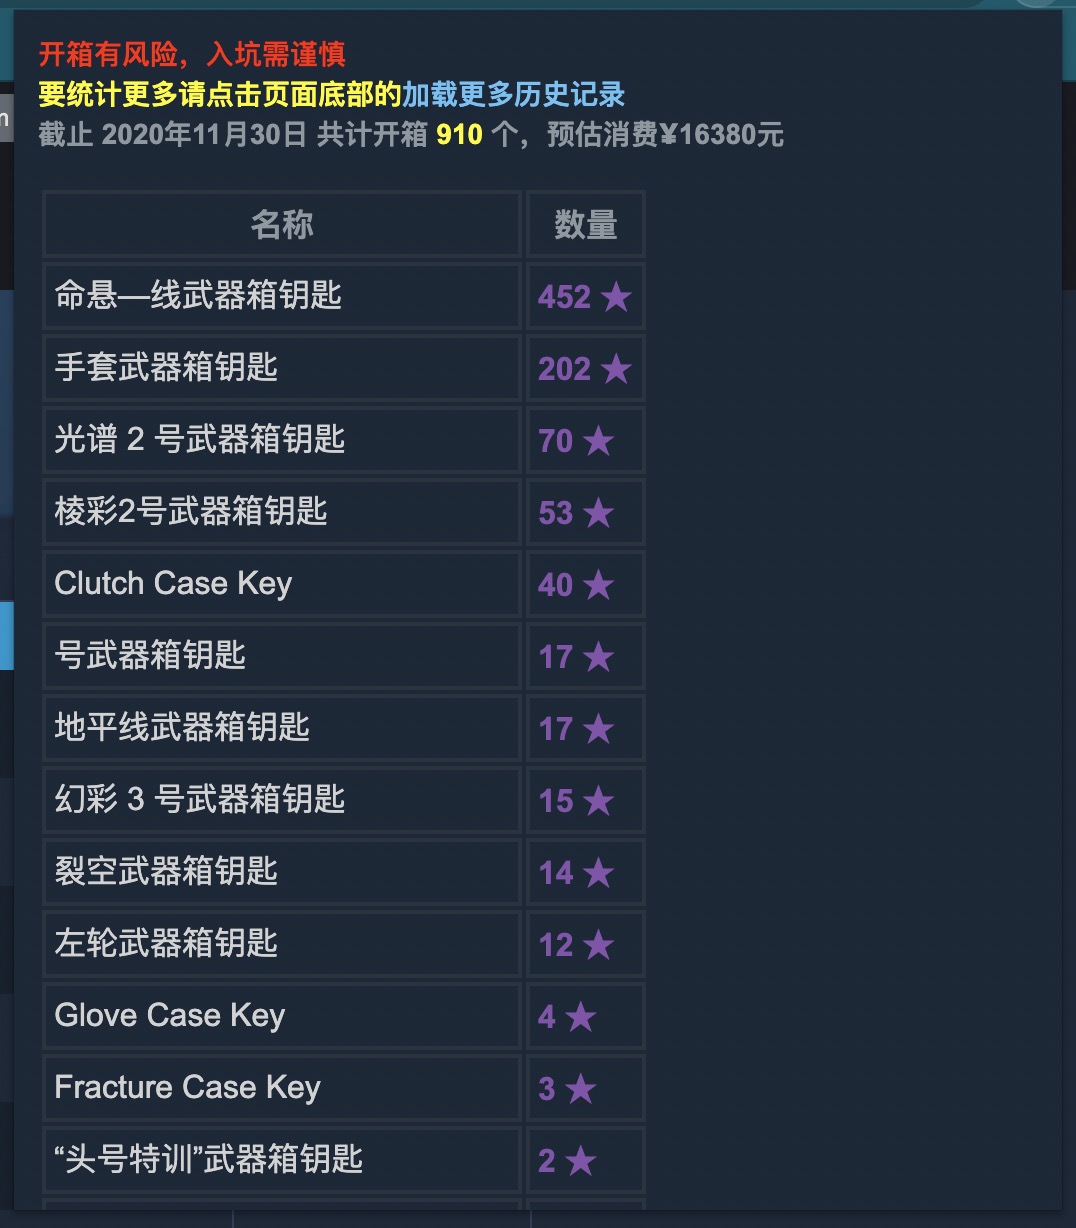 开箱有风险，入坑需谨慎
要统计更多请点击页面底部的加载更多历史记录
截止 2020年11月30日 共计开箱 910 个，预估消费¥16380元
名称 数量
命悬—线武器箱钥匙 452 ★
手套武器箱钥匙 202 ★
光谱 2 号武器箱钥匙 70 ★
棱彩2号武器箱钥匙 53 ★
Clutch Case Key 40 ★
号武器箱钥匙 17 ★
地平线武器箱钥匙 17 ★
幻彩 3 号武器箱钥匙 15 ★
裂空武器箱钥匙 14 ★
左轮武器箱钥匙 12 ★
Glove Case Key 4 ★
Fracture Case Key 3 ★
“头号特训”武器箱钥匙 2 ★